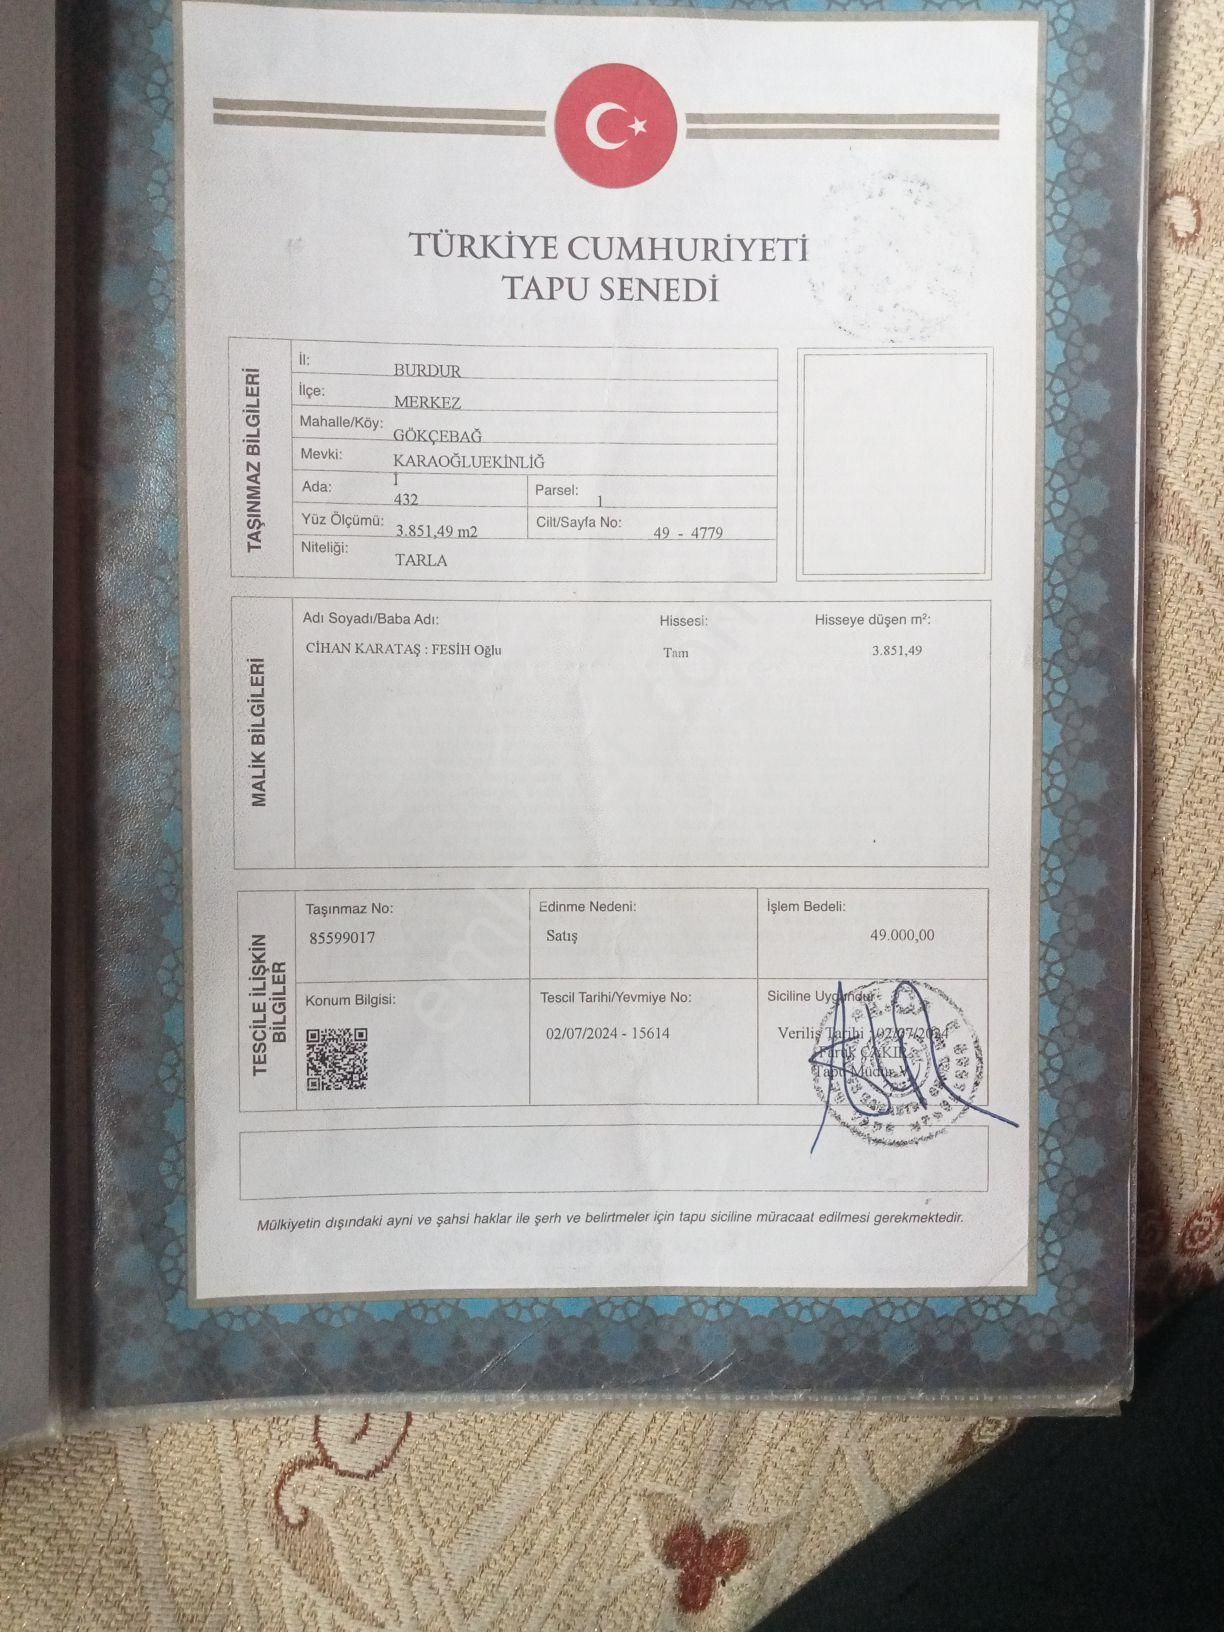 TÜRKİYE CUMHURİYETİ
TAPU SENEDİ
TAŞINMAZ BİLGİLERİ
İl: BURDUR
İlçe: MERKEZ
Mahalle/Köy: GÖKÇEBAĞ
Mevki: KARAOĞLUEKİNLİĞ
İ
Ada: 432 Parsel: 1
Yüz Ölçümü: 3.851,49 m2 Cilt/Sayfa No: 49 - 4779
Niteliği: TARLA
MALİK BİLGİLERİ
Adı Soyadı/Baba Adı: Hissesi: Hisseye düşen m²:
CİHAN KARATAŞ : FESİH Oğlu Tam 3.851,49
TESCİLE İLİŞKİN
BİLGİLER
Taşınmaz No: Edinme Nedeni: İşlem Bedeli:
85599017 Satış 49.000,00
Konum Bilgisi: Tescil Tarihi/Yevmiye No: Siciline Uygundur
02/07/2024 - 15614 Veriliş Tarihi : 02/07/2024
Faruk ÇAKIR
Tapu Müdür V.
Mülkiyetin dışındaki ayni ve şahsi haklar ile şerh ve belirtmeler için tapu siciline müracaat edilmesi gerekmektedir.